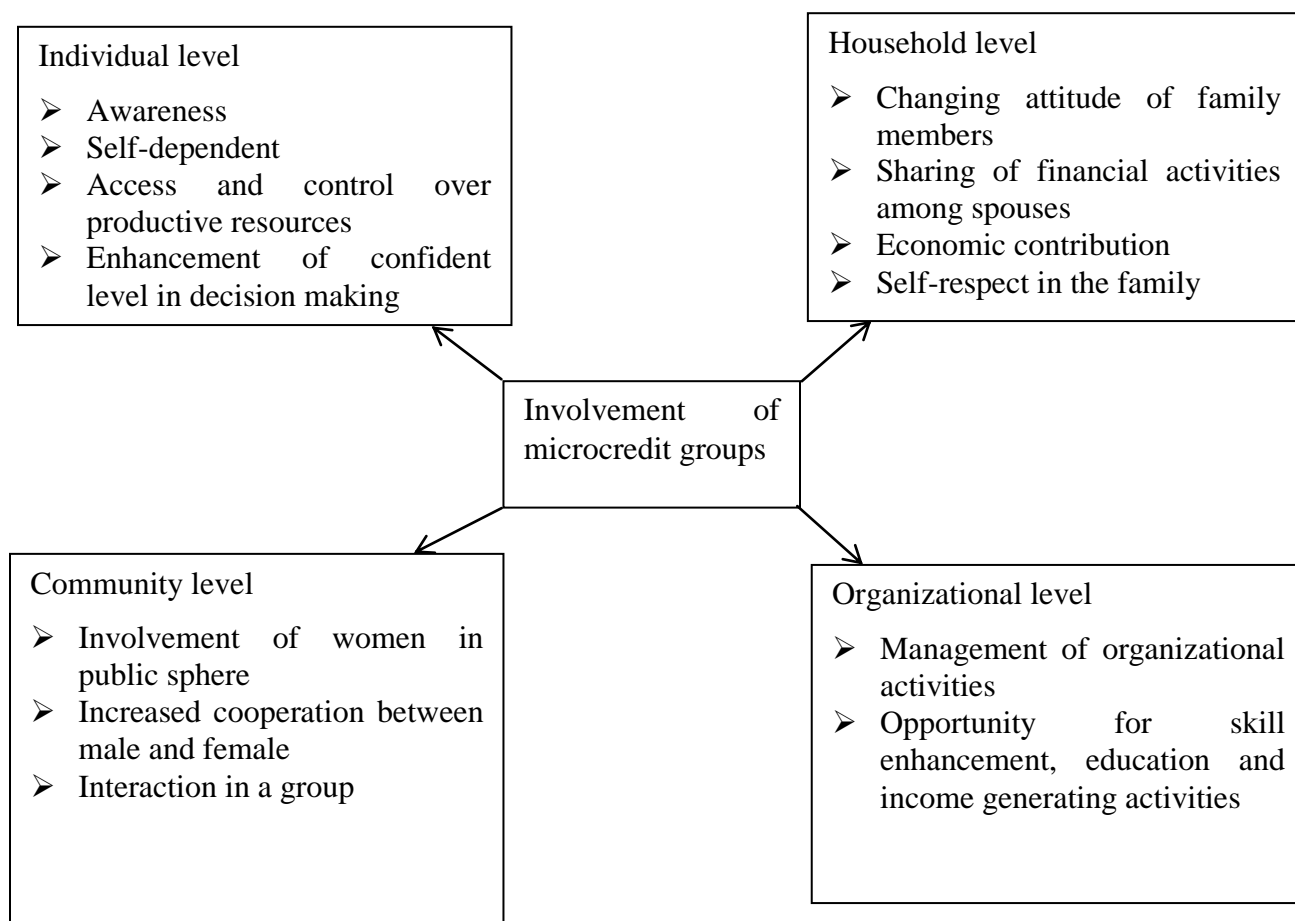 Individual level
➢ Awareness
➢ Self-dependent
➢ Access and control over
productive resources
➢ Enhancement of confident
level in decision making
Household level
➢ Changing attitude of family
members
➢ Sharing of financial activities
among spouses
➢ Economic contribution
➢ Self-respect in the family
Involvement of
microcredit groups
Community level
➢ Involvement of women in
public sphere
➢ Increased cooperation between
male and female
➢ Interaction in a group
Organizational level
➢ Management of organizational
activities
➢ Opportunity for skill
enhancement, education and
income generating activities